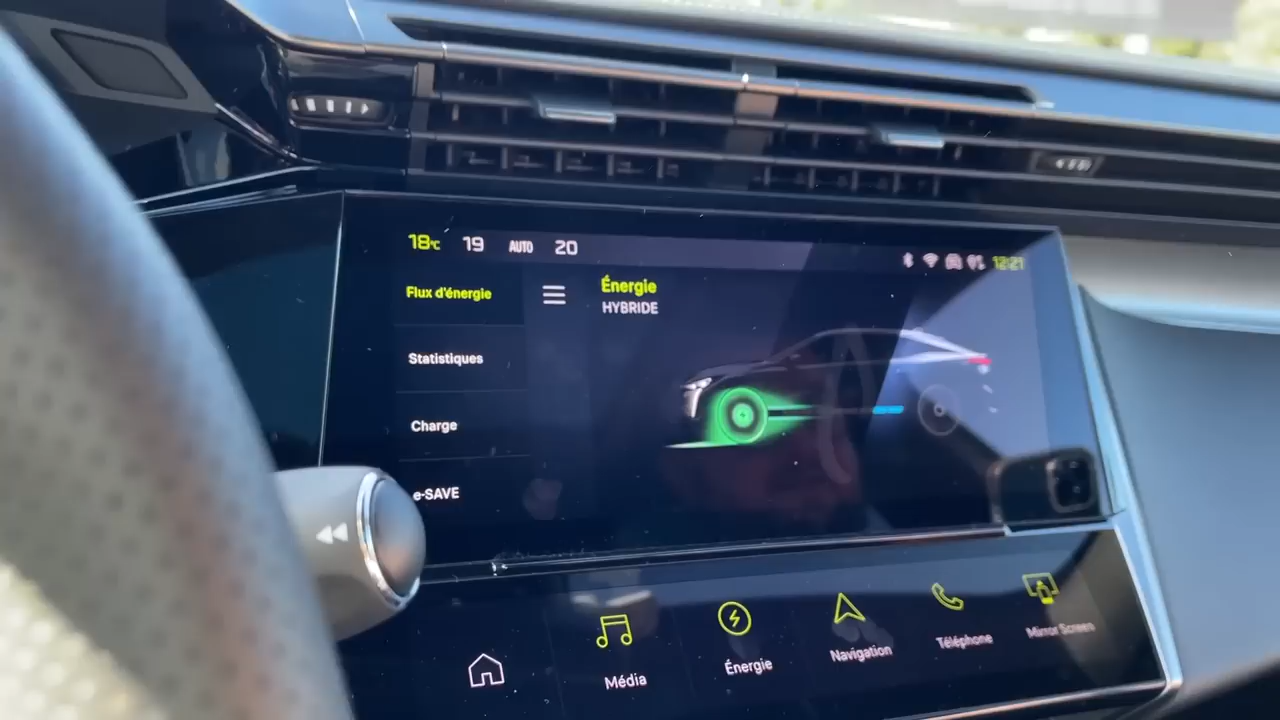 18°C 19 AUTO 20 12:21
Flux d'énergie
Énergie
HYBRIDE
Statistiques
Charge
e-SAVE
Média
Énergie
Navigation
Téléphone
Mirror Screen